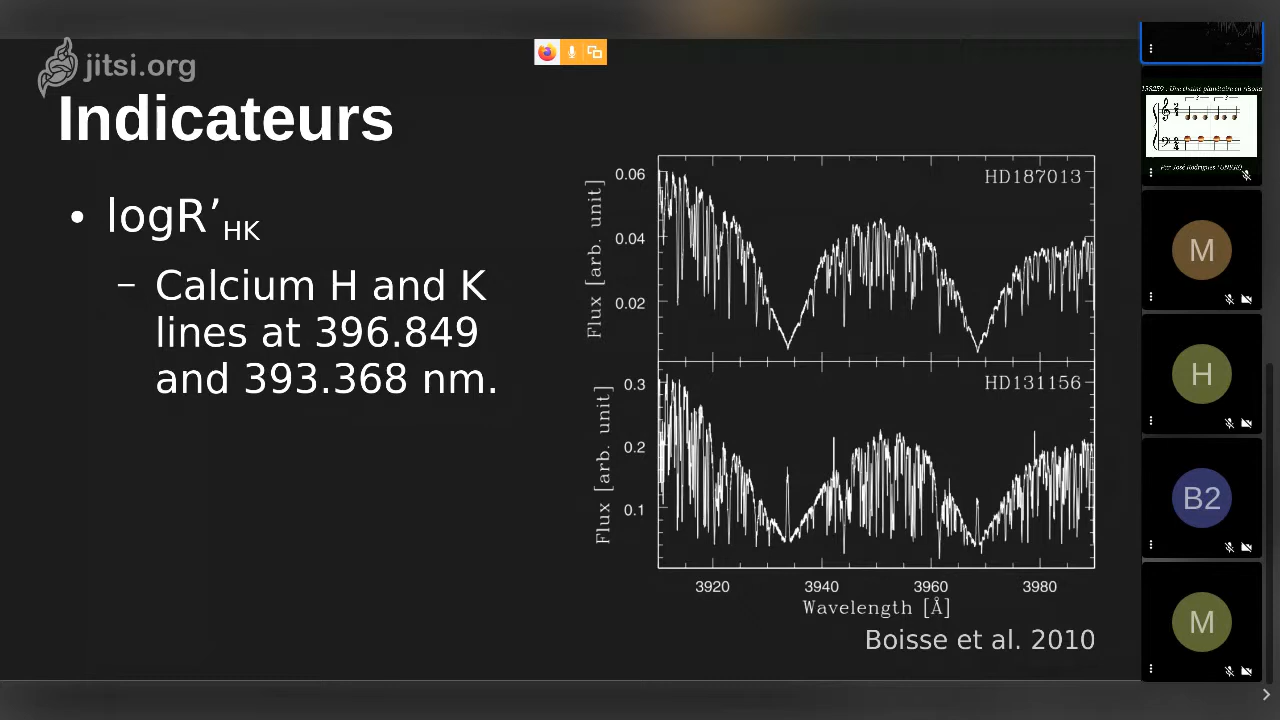 jitsi.org
Indicateurs
• logR’HK
– Calcium H and K
lines at 396.849
and 393.368 nm.
HD187013
0.06
0.04
0.02
Flux [arb. unit]
HD131156
0.3
0.2
0.1
Flux [arb. unit]
3920 3940 3960 3980
Wavelength [Å]
Boisse et al. 2010
M
H
B2
M